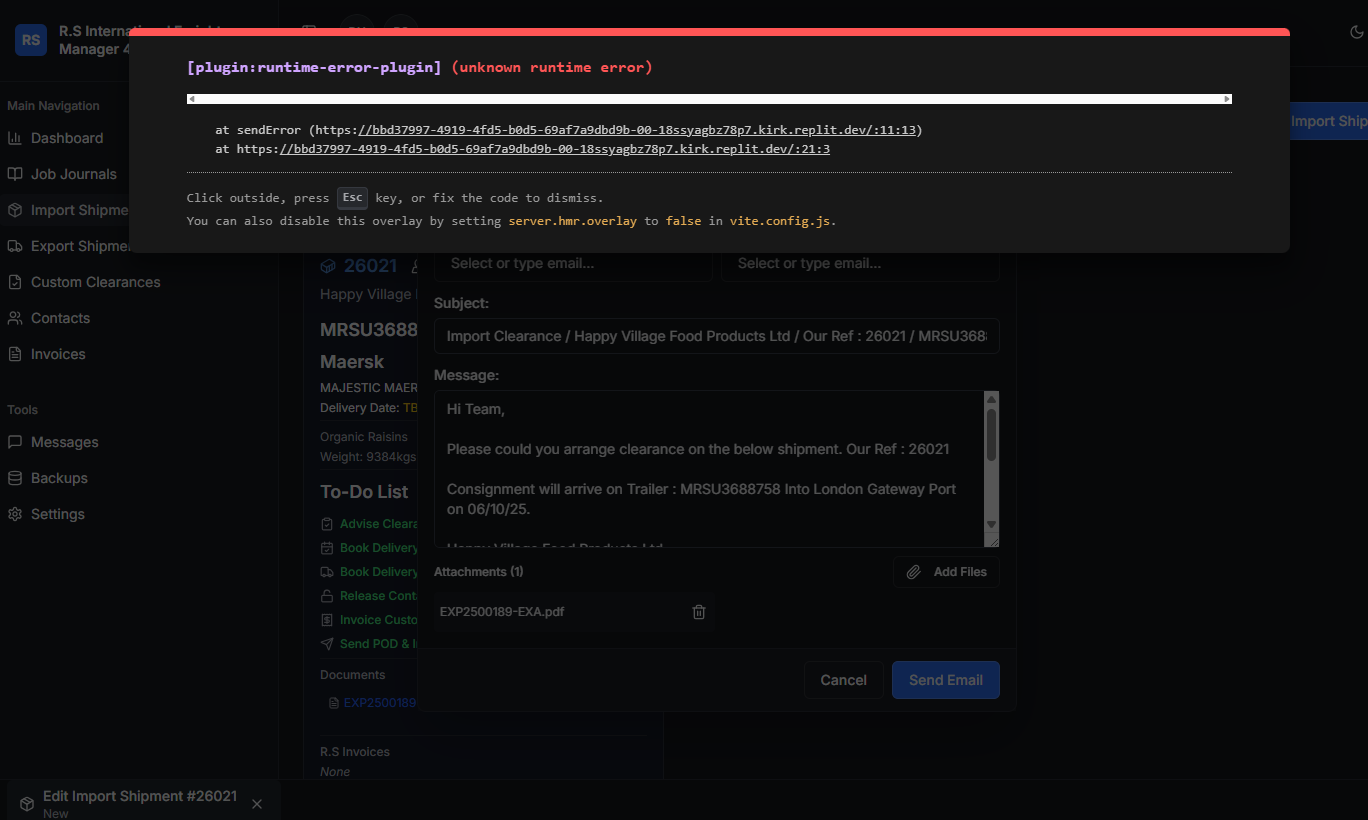 RS
R.S International Freight
Manager 4
[plugin:runtime-error-plugin] (unknown runtime error)
at sendError (https://bbd37997-4919-4fd5-b0d5-69af7a9dbd9b-00-18ssyagbz78p7.kirk.replit.dev/:11:13)
at https://bbd37997-4919-4fd5-b0d5-69af7a9dbd9b-00-18ssyagbz78p7.kirk.replit.dev/:21:3
Click outside, press Esc key, or fix the code to dismiss.
You can also disable this overlay by setting server.hmr.overlay to false in vite.config.js.
Import Ship
Main Navigation
Dashboard
Job Journals
Import Shipme
Export Shipme
Custom Clearances
Contacts
Invoices
Tools
Messages
Backups
Settings
26021
Happy Village
MRSU3688
Maersk
MAJESTIC MAER
Delivery Date: TB
Organic Raisins
Weight: 9384kgs
To-Do List
Advise Cleara
Book Delivery
Book Delivery
Release Cont
Invoice Custo
Send POD & I
Documents
EXP2500189
R.S Invoices
None
Select or type email...
Select or type email...
Subject:
Import Clearance / Happy Village Food Products Ltd / Our Ref : 26021 / MRSU368
Message:
Hi Team,
Please could you arrange clearance on the below shipment. Our Ref : 26021
Consignment will arrive on Trailer : MRSU3688758 Into London Gateway Port
on 06/10/25.
Happy Village Food Products Ltd
Attachments (1)
Add Files
EXP2500189-EXA.pdf
Cancel
Send Email
Edit Import Shipment #26021
New